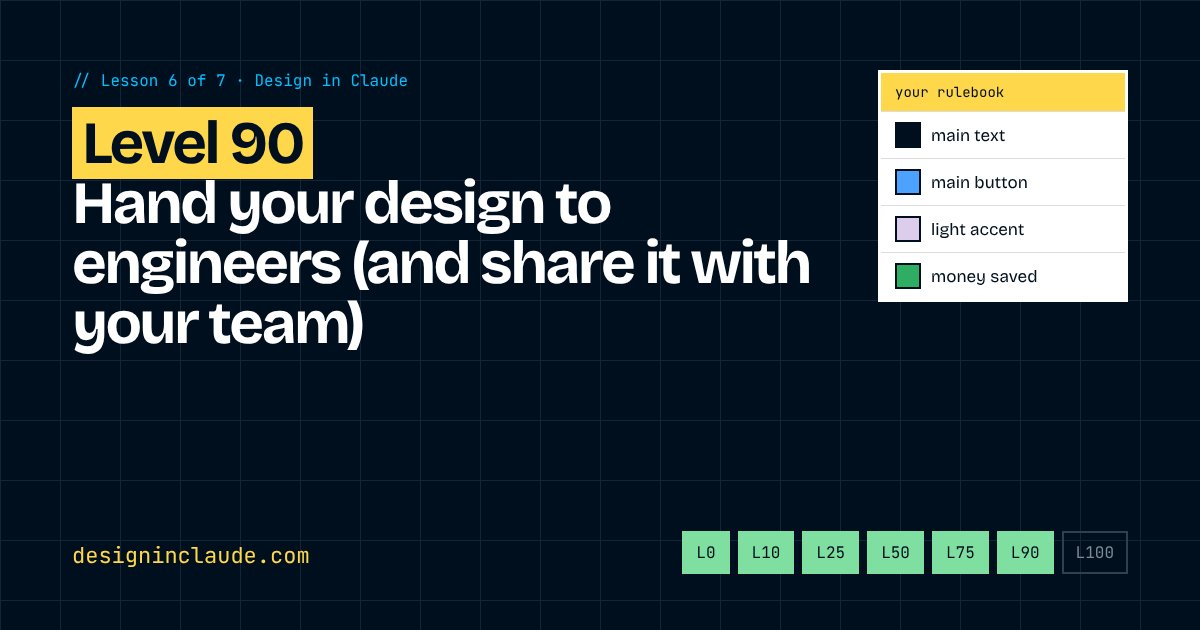 // Lesson 6 of 7 · Design in Claude
Level 90
Hand your design to
engineers (and share it with
your team)
your rulebook
main text
main button
light accent
money saved
designinclaude.com
L0 L10 L25 L50 L75 L90 L100